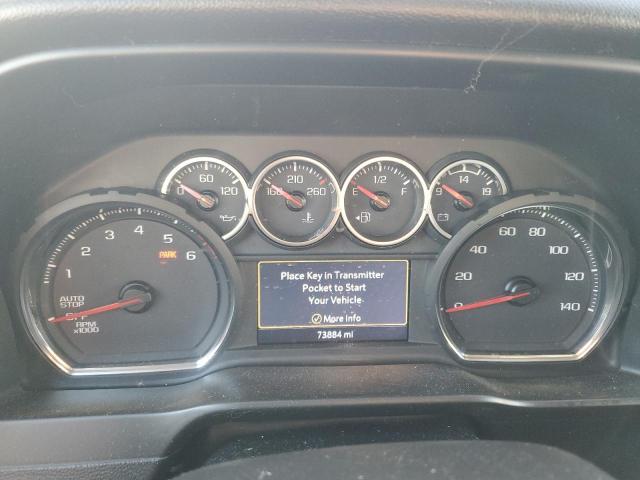 0 60 120
160 210 260
E 1/2 F
9 14 19
1 2 3 4 5 6
PARK
AUTO
STOP
OFF
RPM
x1000
Place Key in Transmitter
Pocket to Start
Your Vehicle
More Info
73884 mi
0 20 40 60 80 100 120 140